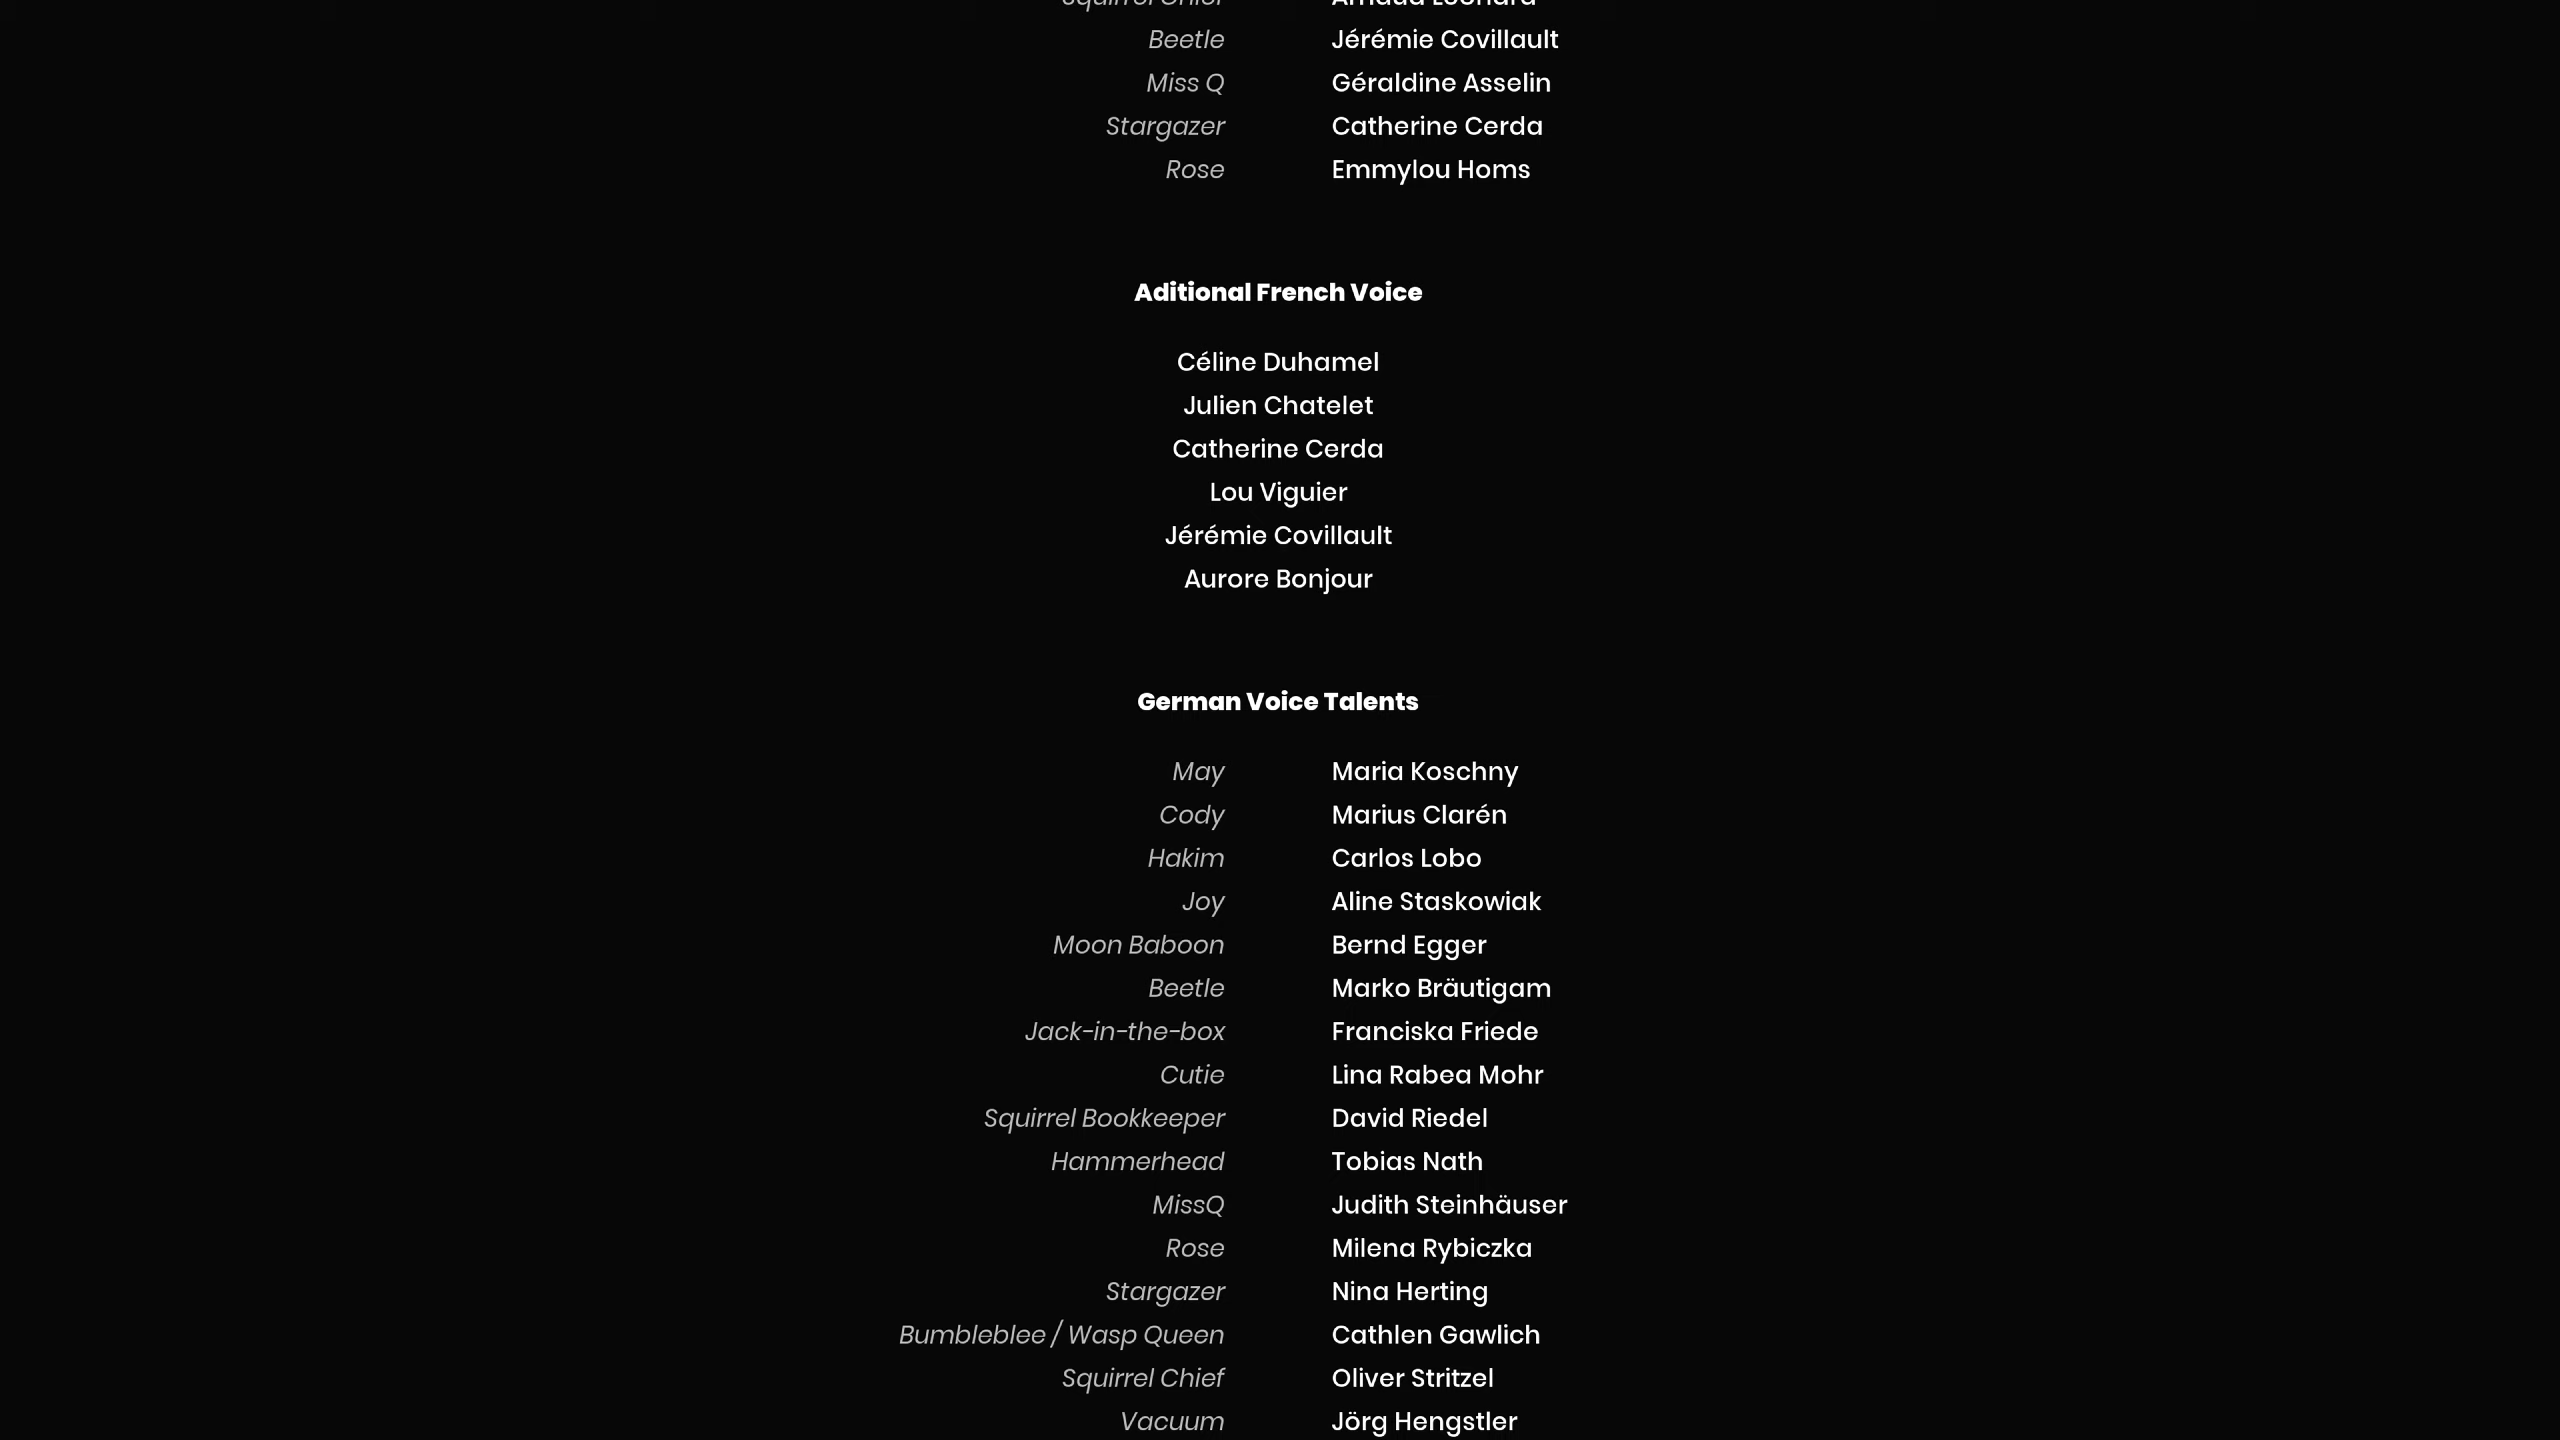 Squirrel Chief Arnaud Léonard
Beetle Jérémie Covillault
Miss Q Géraldine Asselin
Stargazer Catherine Cerda
Rose Emmylou Homs
Aditional French Voice
Céline Duhamel
Julien Chatelet
Catherine Cerda
Lou Viguier
Jérémie Covillault
Aurore Bonjour
German Voice Talents
May Maria Koschny
Cody Marius Clarén
Hakim Carlos Lobo
Joy Aline Staskowiak
Moon Baboon Bernd Egger
Beetle Marko Bräutigam
Jack-in-the-box Franciska Friede
Cutie Lina Rabea Mohr
Squirrel Bookkeeper David Riedel
Hammerhead Tobias Nath
MissQ Judith Steinhäuser
Rose Milena Rybiczka
Stargazer Nina Herting
Bumbleblee / Wasp Queen Cathlen Gawlich
Squirrel Chief Oliver Stritzel
Vacuum Jörg Hengstler